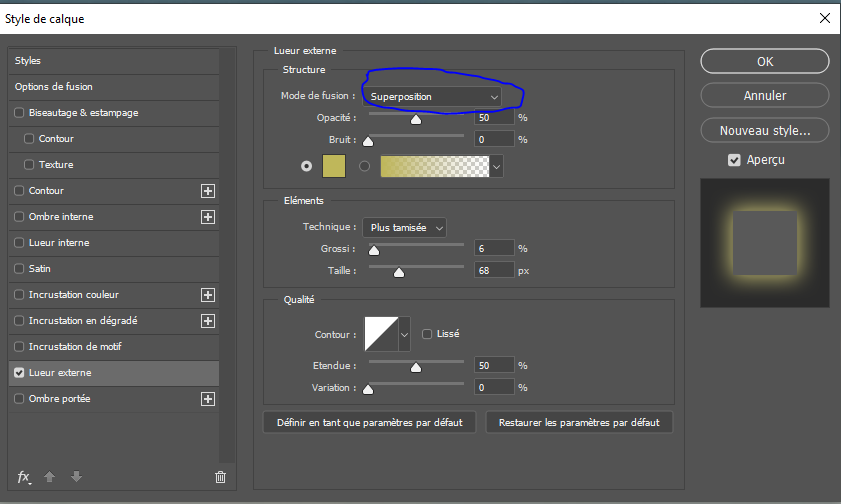 Style de calque
Styles
Options de fusion
Biseautage & estampage
Contour
Texture
Contour
Ombre interne
Lueur interne
Satin
Incrustation couleur
Incrustation en dégradé
Incrustation de motif
Lueur externe
Ombre portée
fx
Lueur externe
Structure
Mode de fusion : Superposition
Opacité : 50 %
Bruit : 0 %
Eléments
Technique : Plus tamisée
Grossi : 6 %
Taille : 68 px
Qualité
Contour : Lissé
Etendue : 50 %
Variation : 0 %
Définir en tant que paramètres par défaut Restaurer les paramètres par défaut
OK
Annuler
Nouveau style...
Aperçu